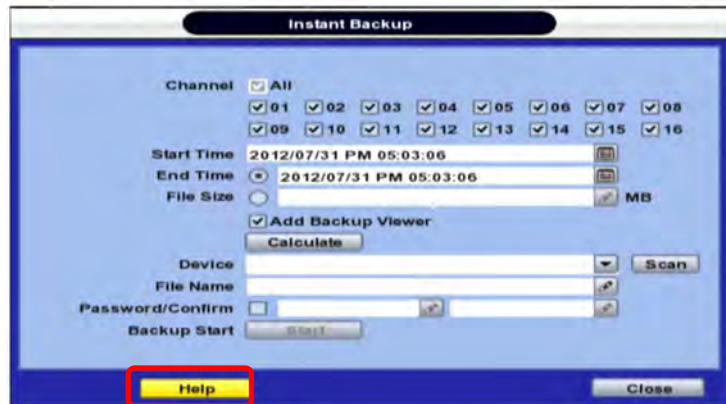 Instant Backup
Channel All
01 02 03 04 05 06 07 08
09 10 11 12 13 14 15 16
Start Time 2012/07/31 PM 05:03:06
End Time 2012/07/31 PM 05:03:06
File Size MB
Add Backup Viewer
Calculate
Device Scan
File Name
Password/Confirm
Backup Start Start
Help Close